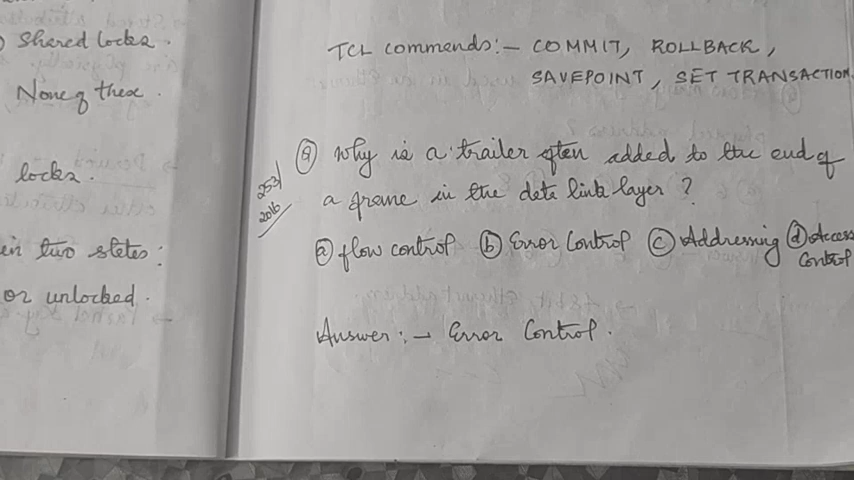 Shared locks.
None of these.
locks.
in two states:
or unlocked.
TCL commands:- COMMIT, ROLLBACK,
SAVEPOINT, SET TRANSACTION.
253/
2016
Q Why is a trailer often added to the end of
a frame in the data link layer?
a flow control b Error Control c Addressing d Access
Control
Answer:- Error Control.